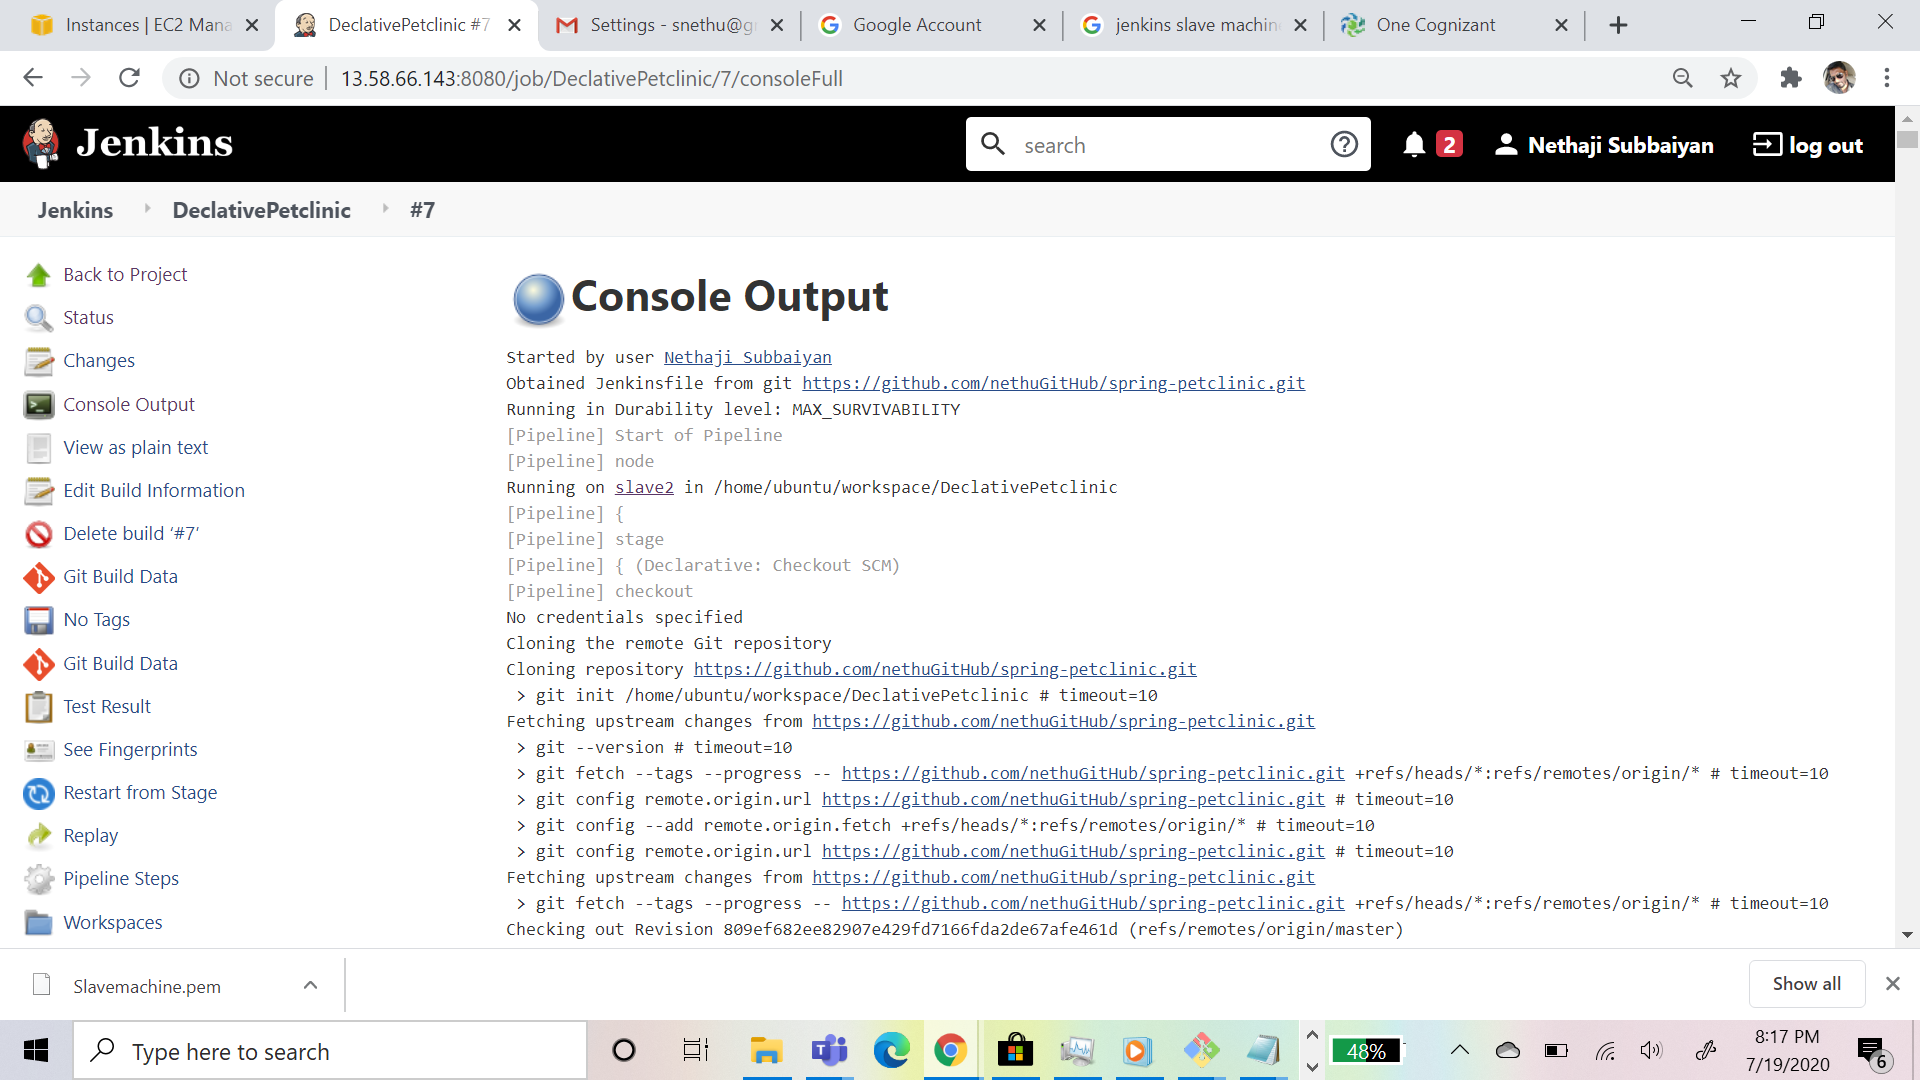 Instances | EC2 Mana
DeclativePetclinic #7
Settings - snethu@g
Google Account
jenkins slave machin
One Cognizant
Not secure
13.58.66.143:8080/job/DeclativePetclinic/7/consoleFull
Jenkins
search
2
Nethaji Subbaiyan
log out
Jenkins
DeclativePetclinic
#7
Back to Project
Status
Changes
Console Output
View as plain text
Edit Build Information
Delete build ‘#7’
Git Build Data
No Tags
Git Build Data
Test Result
See Fingerprints
Restart from Stage
Replay
Pipeline Steps
Workspaces
Console Output
Started by user Nethaji Subbaiyan
Obtained Jenkinsfile from git https://github.com/nethuGitHub/spring-petclinic.git
Running in Durability level: MAX_SURVIVABILITY
[Pipeline] Start of Pipeline
[Pipeline] node
Running on slave2 in /home/ubuntu/workspace/DeclativePetclinic
[Pipeline] {
[Pipeline] stage
[Pipeline] { (Declarative: Checkout SCM)
[Pipeline] checkout
No credentials specified
Cloning the remote Git repository
Cloning repository https://github.com/nethuGitHub/spring-petclinic.git
> git init /home/ubuntu/workspace/DeclativePetclinic # timeout=10
Fetching upstream changes from https://github.com/nethuGitHub/spring-petclinic.git
> git --version # timeout=10
> git fetch --tags --progress -- https://github.com/nethuGitHub/spring-petclinic.git +refs/heads/*:refs/remotes/origin/* # timeout=10
> git config remote.origin.url https://github.com/nethuGitHub/spring-petclinic.git # timeout=10
> git config --add remote.origin.fetch +refs/heads/*:refs/remotes/origin/* # timeout=10
> git config remote.origin.url https://github.com/nethuGitHub/spring-petclinic.git # timeout=10
Fetching upstream changes from https://github.com/nethuGitHub/spring-petclinic.git
> git fetch --tags --progress -- https://github.com/nethuGitHub/spring-petclinic.git +refs/heads/*:refs/remotes/origin/* # timeout=10
Checking out Revision 809ef682ee82907e429fd7166fda2de67afe461d (refs/remotes/origin/master)
Slavemachine.pem
Show all
Type here to search
48%
8:17 PM
7/19/2020
6